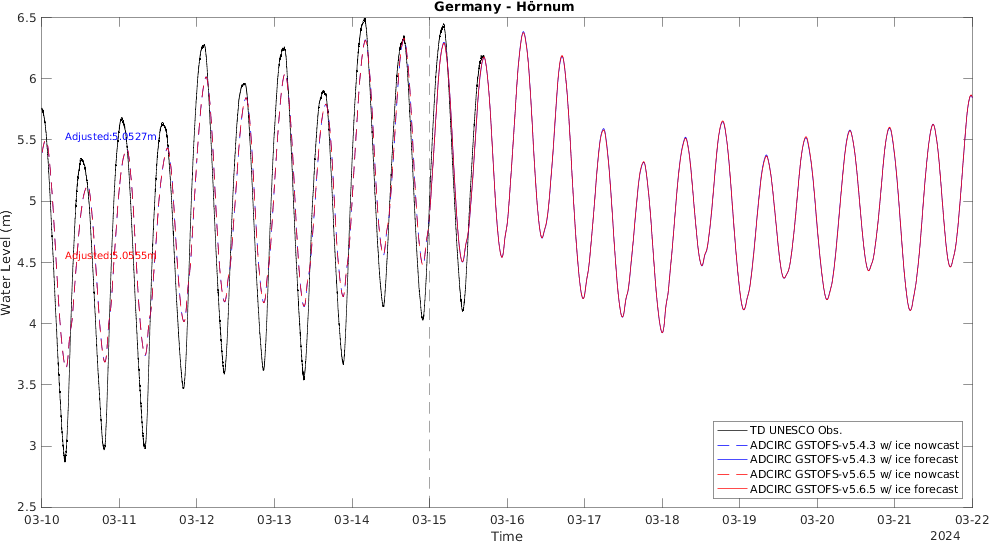 Germany - Hörnum
6.5
6
5.5
5
4.5
4
3.5
3
2.5
Water Level (m)
Adjusted:5.0527m
Adjusted:5.0555m
TD UNESCO Obs.
ADCIRC GSTOFS-v5.4.3 w/ ice nowcast
ADCIRC GSTOFS-v5.4.3 w/ ice forecast
ADCIRC GSTOFS-v5.6.5 w/ ice nowcast
ADCIRC GSTOFS-v5.6.5 w/ ice forecast
03-10 03-11 03-12 03-13 03-14 03-15 03-16 03-17 03-18 03-19 03-20 03-21 03-22
Time
2024